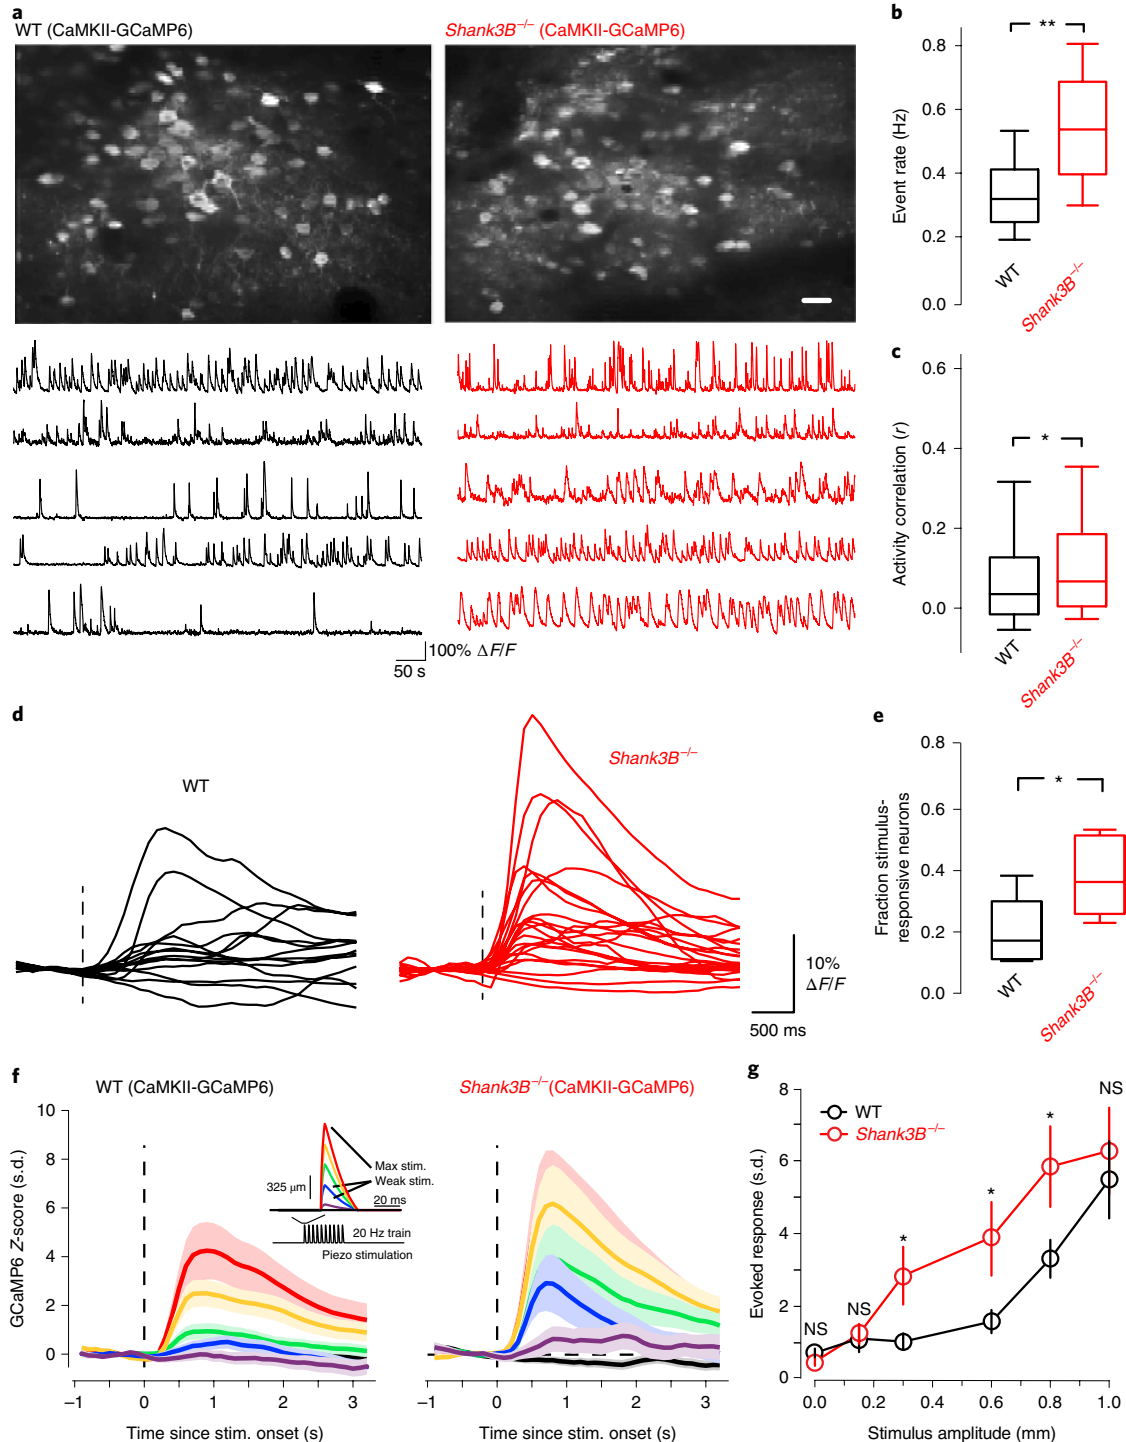 a
WT (CaMKII-GCaMP6)
Shank3B−/− (CaMKII-GCaMP6)
100% ΔF/F
50 s
b
Event rate (Hz)
0.8
0.6
0.4
0.2
0.0
**
WT
Shank3B−/−
c
Activity correlation (r)
0.6
0.4
0.2
0.0
*
WT
Shank3B−/−
d
WT
Shank3B−/−
10%
ΔF/F
500 ms
e
Fraction stimulus-
responsive neurons
0.8
0.6
0.4
0.2
0.0
*
WT
Shank3B−/−
f
WT (CaMKII-GCaMP6)
Shank3B−/−(CaMKII-GCaMP6)
GCaMP6 Z-score (s.d.)
10
8
6
4
2
0
325 μm
Max stim.
Weak stim.
20 ms
20 Hz train
Piezo stimulation
−1 0 1 2 3
Time since stim. onset (s)
−1 0 1 2 3
Time since stim. onset (s)
g
Evoked response (s.d.)
8
6
4
2
0
WT
Shank3B−/−
NS
NS
*
*
*
NS
0.0 0.2 0.4 0.6 0.8 1.0
Stimulus amplitude (mm)